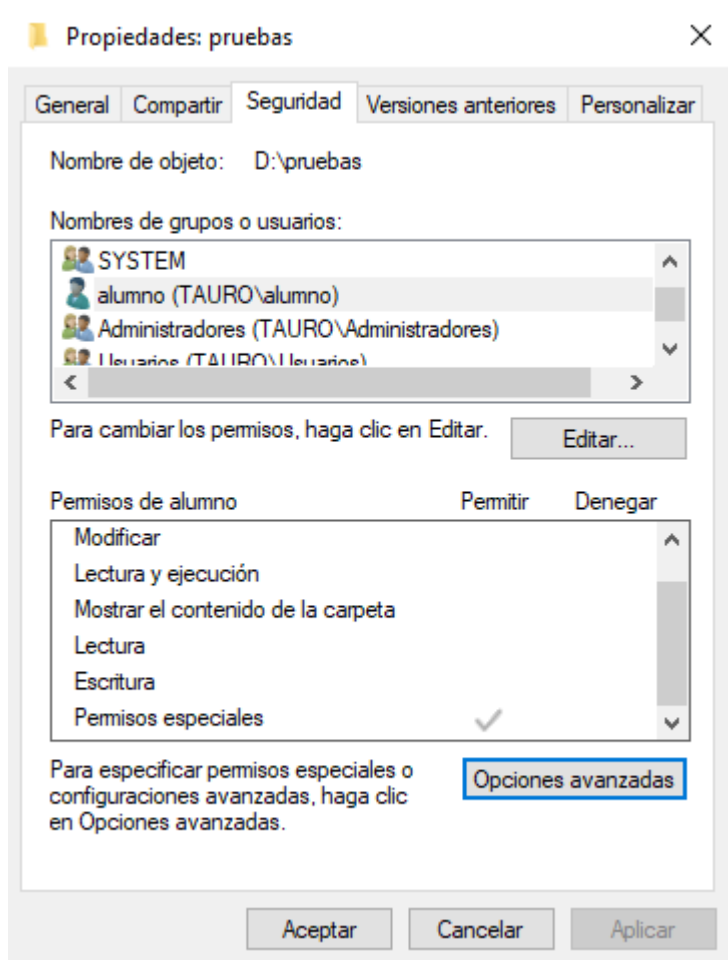 Propiedades: pruebas
General Compartir Seguridad Versiones anteriores Personalizar
Nombre de objeto: D:\pruebas
Nombres de grupos o usuarios:
SYSTEM
alumno (TAURO\alumno)
Administradores (TAURO\Administradores)
Usuarios (TAURO\Usuarios)
Para cambiar los permisos, haga clic en Editar. Editar...
Permisos de alumno Permitir Denegar
Modificar
Lectura y ejecución
Mostrar el contenido de la carpeta
Lectura
Escritura
Permisos especiales
Para especificar permisos especiales o
configuraciones avanzadas, haga clic
en Opciones avanzadas.
Opciones avanzadas
Aceptar Cancelar Aplicar